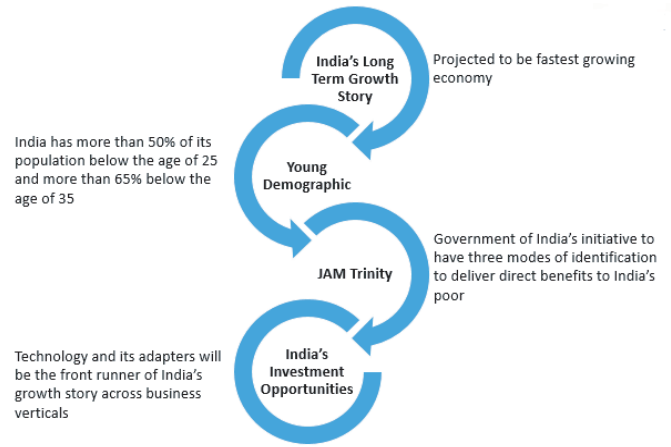 India's Long
Term Growth
Story
Projected to be fastest growing
economy
India has more than 50% of its
population below the age of 25
and more than 65% below the
age of 35
Young
Demographic
JAM Trinity
Government of India's initiative to
have three modes of identification
to deliver direct benefits to India's
poor
Technology and its adapters will
be the front runner of India's
growth story across business
verticals
India's
Investment
Opportunities